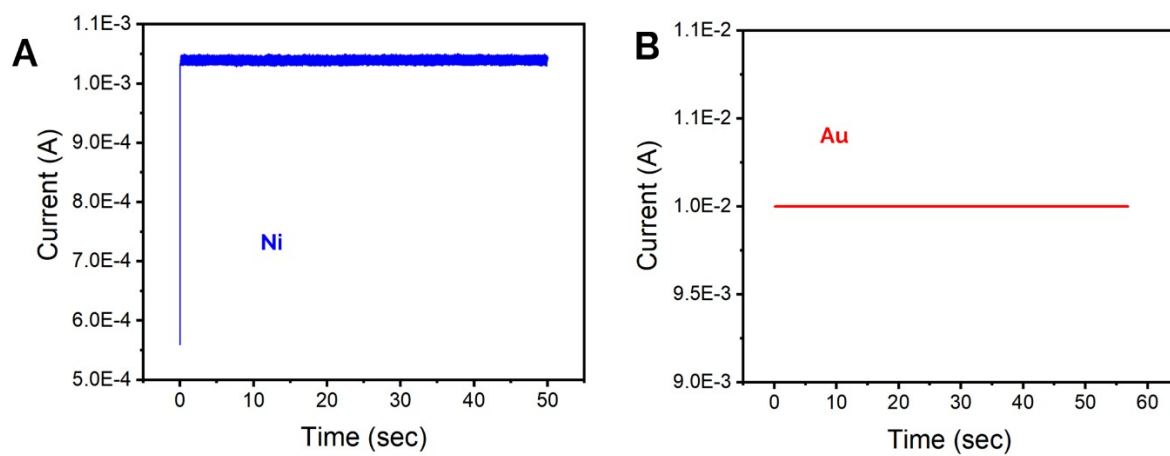 A
1.1E-3
1.0E-3
9.0E-4
8.0E-4
7.0E-4
6.0E-4
5.0E-4
Current (A)
Ni
0 10 20 30 40 50
Time (sec)
B
1.1E-2
1.1E-2
1.0E-2
9.5E-3
9.0E-3
Current (A)
Au
0 10 20 30 40 50 60
Time (sec)